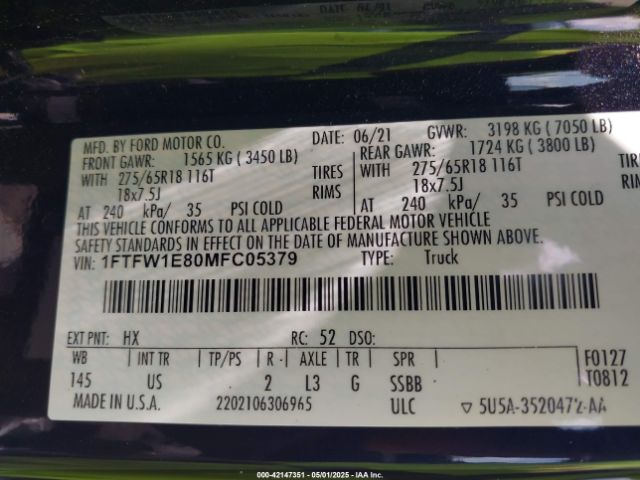 MFD. BY FORD MOTOR CO. DATE: 06/21 GVWR: 3198 KG ( 7050 LB)
FRONT GAWR: 1565 KG ( 3450 LB) REAR GAWR: 1724 KG ( 3800 LB)
WITH 275/65R18 116T TIRES WITH 275/65R18 116T TIRE
18x7.5J RIMS 18x7.5J RIM
AT 240 kPa/ 35 PSI COLD AT 240 kPa/ 35 PSI COLD
THIS VEHICLE CONFORMS TO ALL APPLICABLE FEDERAL MOTOR VEHICLE
SAFETY STANDARDS IN EFFECT ON THE DATE OF MANUFACTURE SHOWN ABOVE.
VIN: 1FTFW1E80MFC05379 TYPE: Truck
EXT PNT: HX RC: 52 DSO:
WB INT TR TP/PS R AXLE TR SPR F0127
145 US 2 L3 G SSBB T0812
MADE IN U.S.A. 2202106306965 ULC ▽ 5U5A-3520472-AA
000-42147351 - 05/01/2025 - IAA Inc.